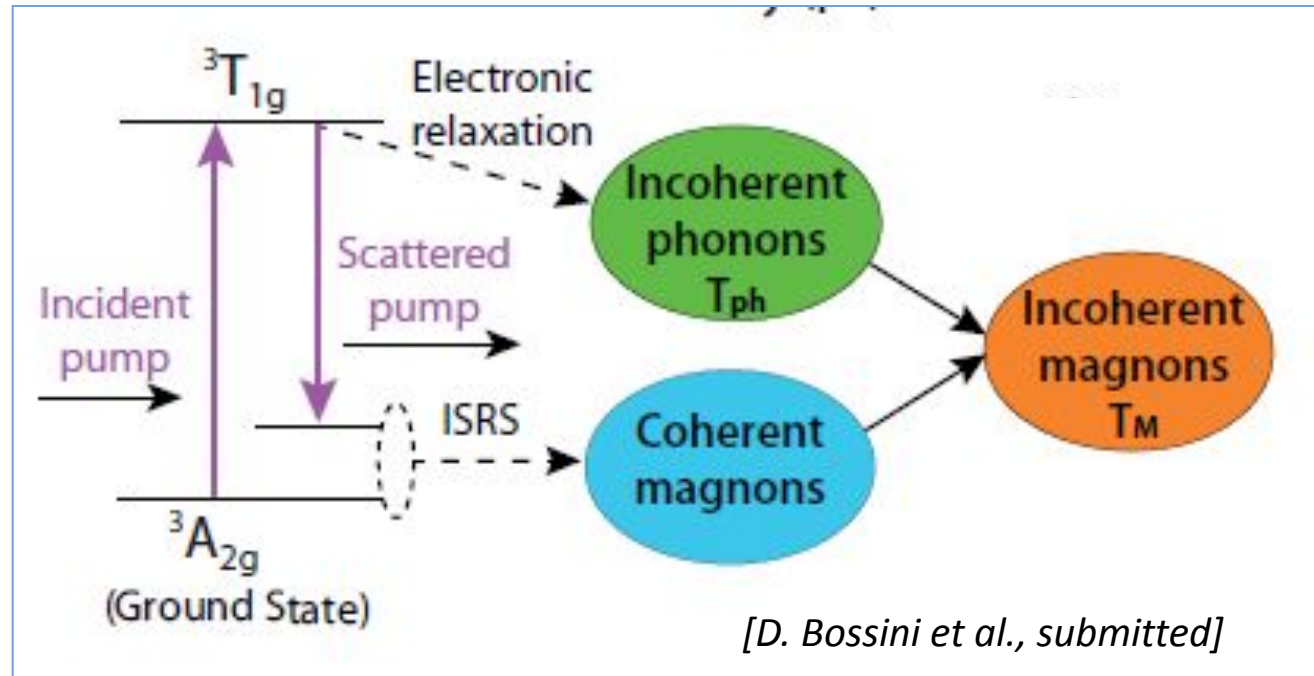 ³T₁g
Electronic
relaxation
Incoherent
phonons
Tph
Scattered
pump
Incident
pump
Incoherent
magnons
TM
ISRS
Coherent
magnons
³A₂g
(Ground State)
[D. Bossini et al., submitted]